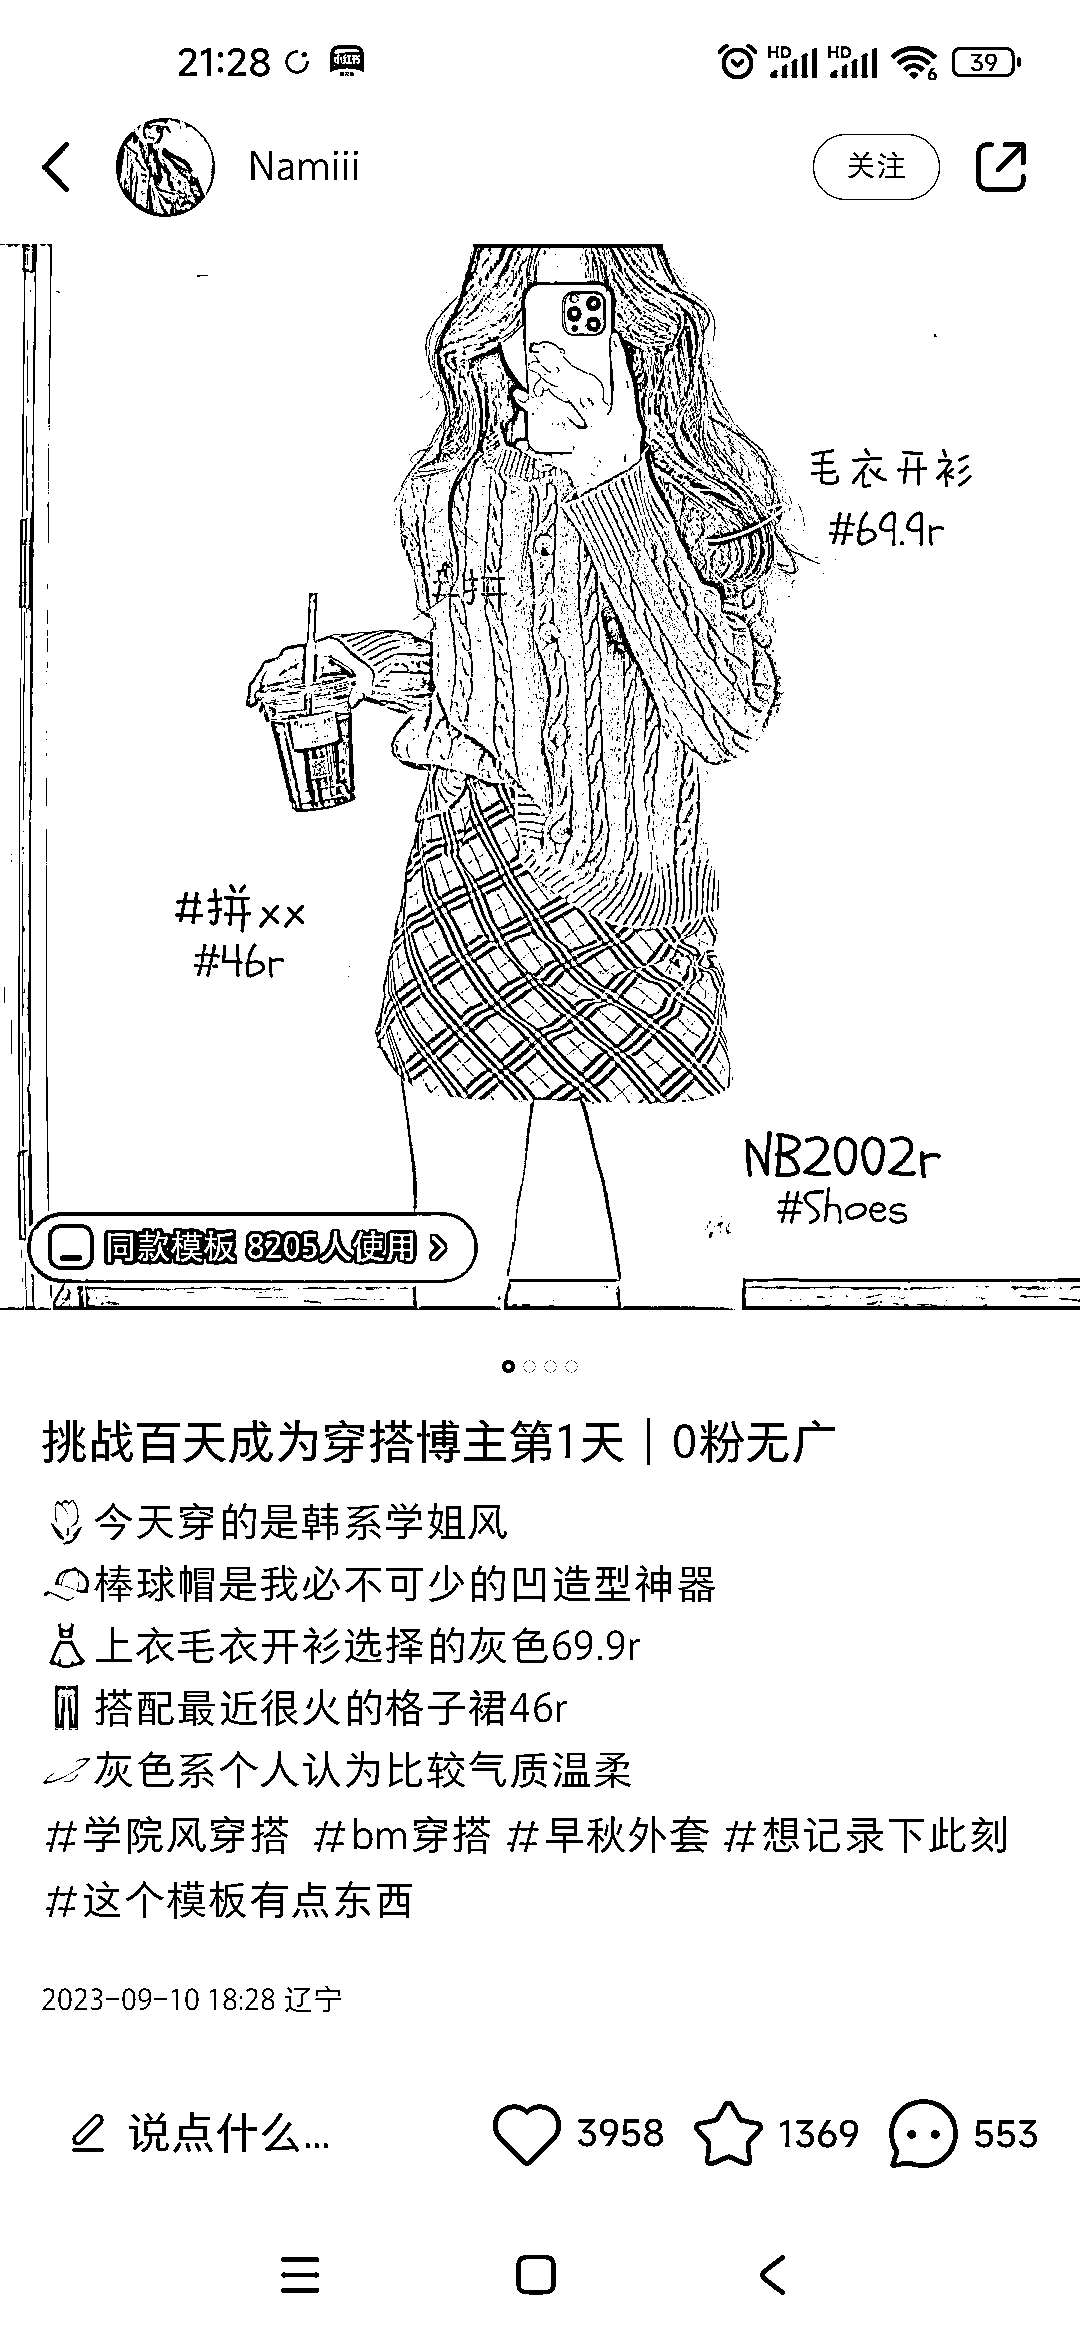 21:28
HD HD 6 39
Namiii
关注
毛衣开衫
#69.9r
#拼
#拼xx
#46r
NB2002r
#Shoes
同款模板 8205人使用
挑战百天成为穿搭博主第1天｜0粉无广
今天穿的是韩系学姐风
棒球帽是我必不可少的凹造型神器
上衣毛衣开衫选择的灰色69.9r
搭配最近很火的格子裙46r
灰色系个人认为比较气质温柔
#学院风穿搭 #bm穿搭 #早秋外套 #想记录下此刻
#这个模板有点东西
2023-09-10 18:28 辽宁
说点什么...
3958 1369 553